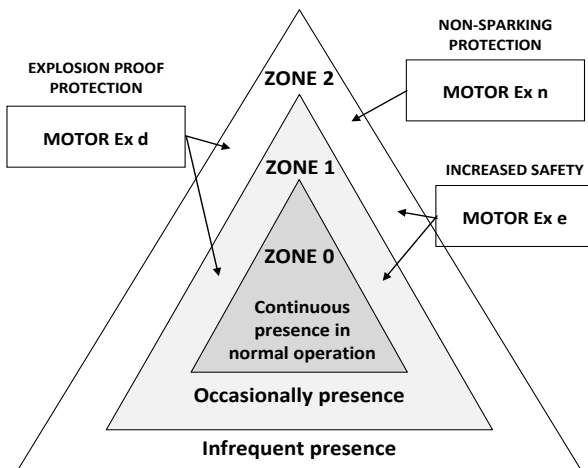 NON-SPARKING
PROTECTION
MOTOR Ex n
EXPLOSION PROOF
PROTECTION
MOTOR Ex d
ZONE 2
ZONE 1
INCREASED SAFETY
MOTOR Ex e
ZONE 0
Continuous
presence in
normal operation
Occasionally presence
Infrequent presence